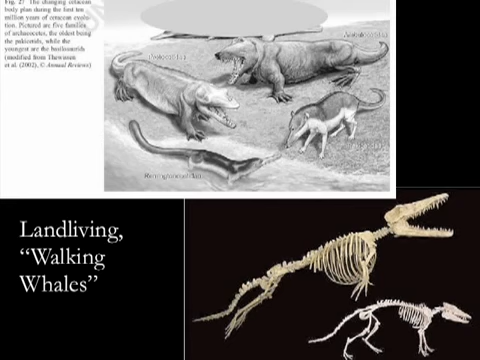 Fig. 27 The changing cetacean
body plan during the first ten
million years of cetacean evolu-
tion. Pictured are five families
of archaeocetes, the oldest being
the pakicetids, while the
youngest are the basilosaurids
(modified from Thewissen
et al. (2002), © Annual Reviews)
Landliving,
“Walking
Whales”